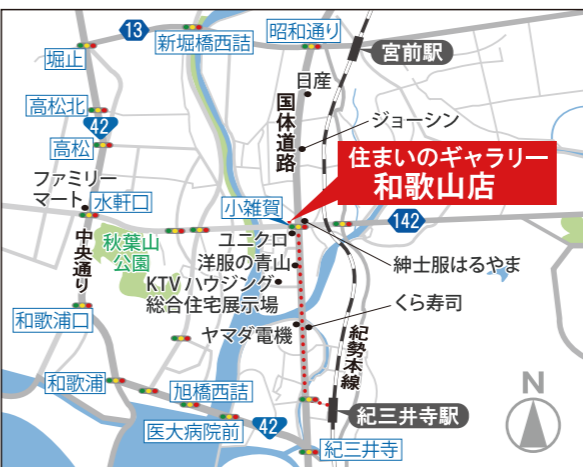 13
新堀橋西詰
昭和通り
堀止
宮前駅
日産
国体道路
高松北
42
高松
ジョーシン
住まいのギャラリー
和歌山店
ファミリー
マート
水軒口
小雑賀
142
中央通り
秋葉山
公園
ユニクロ
洋服の青山
紳士服はるやま
KTVハウジング
総合住宅展示場
くら寿司
和歌浦口
ヤマダ電機
紀勢本線
和歌浦
旭橋西詰
N
医大病院前
42
紀三井寺駅
紀三井寺